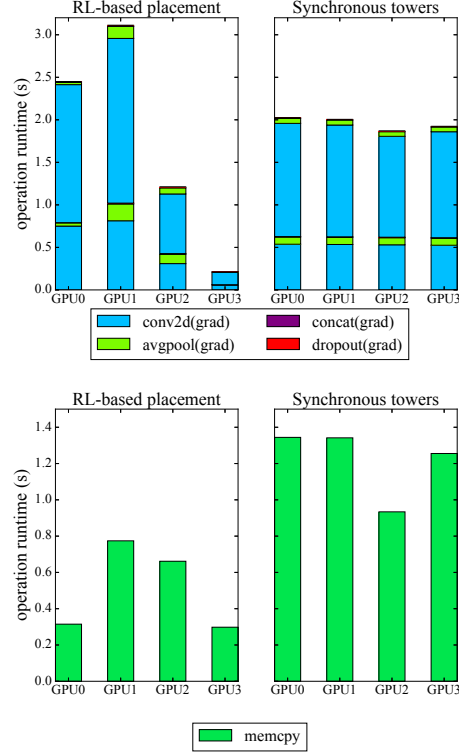 RL-based placement
Synchronous towers
operation runtime (s)
3.0
2.5
2.0
1.5
1.0
0.5
0.0
GPU0 GPU1 GPU2 GPU3
GPU0 GPU1 GPU2 GPU3
conv2d(grad)
concat(grad)
avgpool(grad)
dropout(grad)
RL-based placement
Synchronous towers
operation runtime (s)
1.4
1.2
1.0
0.8
0.6
0.4
0.2
0.0
GPU0 GPU1 GPU2 GPU3
GPU0 GPU1 GPU2 GPU3
memcpy